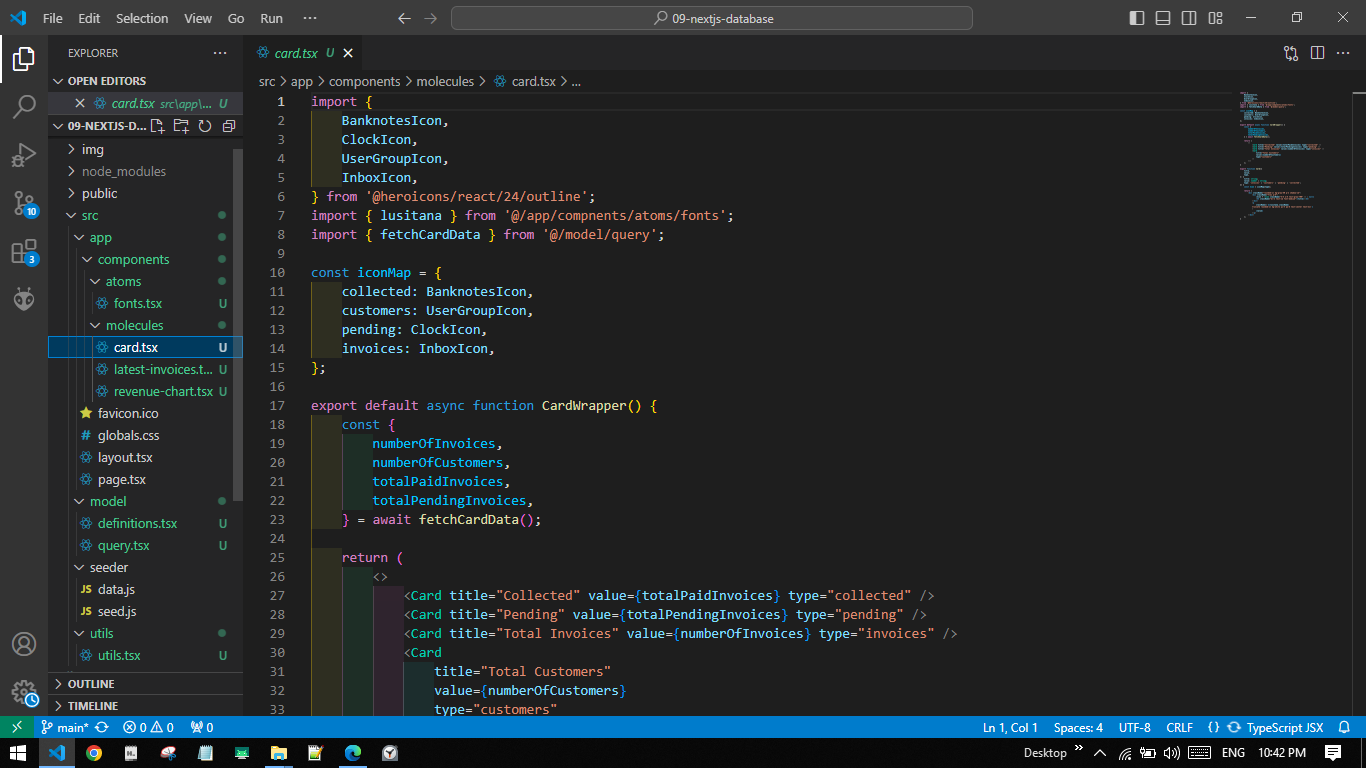 File Edit Selection View Go Run ··· 09-nextjs-database
EXPLORER
OPEN EDITORS
card.tsx src\app\... U
09-NEXTJS-D...
img
node_modules
public
src
app
components
atoms
fonts.tsx U
molecules
card.tsx U
latest-invoices.t... U
revenue-chart.tsx U
favicon.ico
globals.css
layout.tsx
page.tsx
model
definitions.tsx U
query.tsx U
seeder
JS data.js
JS seed.js
utils
utils.tsx U
OUTLINE
TIMELINE
10
3
card.tsx U
src > app > components > molecules > card.tsx > ...
1 import {
2 BanknotesIcon,
3 ClockIcon,
4 UserGroupIcon,
5 InboxIcon,
6 } from '@heroicons/react/24/outline';
7 import { lusitana } from '@/app/compnents/atoms/fonts';
8 import { fetchCardData } from '@/model/query';
9
10 const iconMap = {
11 collected: BanknotesIcon,
12 customers: UserGroupIcon,
13 pending: ClockIcon,
14 invoices: InboxIcon,
15 };
16
17 export default async function CardWrapper() {
18 const {
19 numberOfInvoices,
20 numberOfCustomers,
21 totalPaidInvoices,
22 totalPendingInvoices,
23 } = await fetchCardData();
24
25 return (
26 <>
27 <Card title="Collected" value={totalPaidInvoices} type="collected" />
28 <Card title="Pending" value={totalPendingInvoices} type="pending" />
29 <Card title="Total Invoices" value={numberOfInvoices} type="invoices" />
30 <Card
31 title="Total Customers"
32 value={numberOfCustomers}
33 type="customers"
main* 0 0 0 Ln 1, Col 1 Spaces: 4 UTF-8 CRLF {} TypeScript JSX
Desktop ENG 10:42 PM